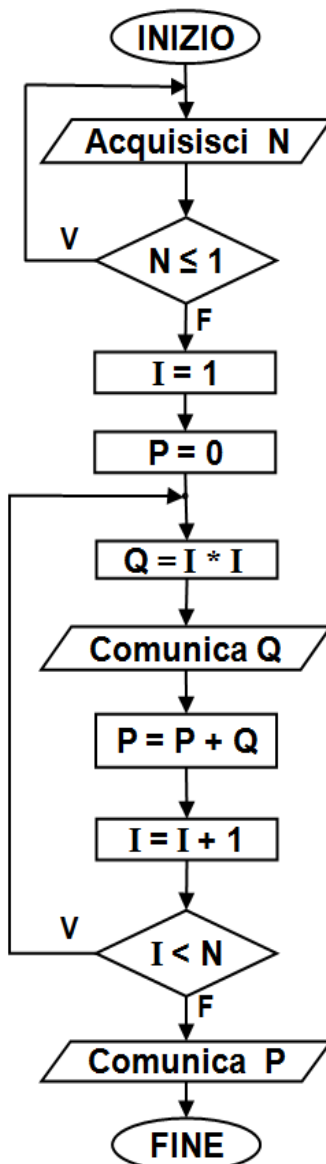 INIZIO
Acquisisci N
V
N ≤ 1
F
I = 1
P = 0
Q = I * I
Comunica Q
P = P + Q
I = I + 1
V
I < N
F
Comunica P
FINE